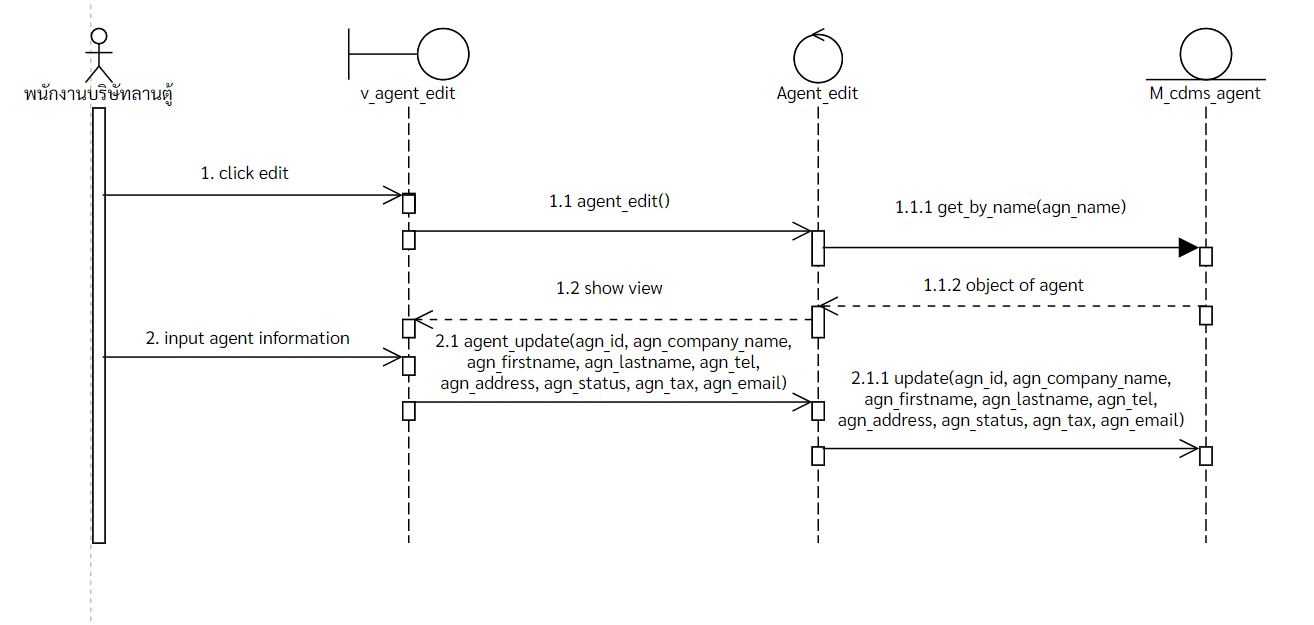 พนักงานบริษัทลานตู้
v_agent_edit
Agent_edit
M_cdms_agent
1. click edit
1.1 agent_edit()
1.1.1 get_by_name(agn_name)
1.1.2 object of agent
1.2 show view
2. input agent information
2.1 agent_update(agn_id, agn_company_name,
agn_firstname, agn_lastname, agn_tel,
agn_address, agn_status, agn_tax, agn_email)
2.1.1 update(agn_id, agn_company_name,
agn_firstname, agn_lastname, agn_tel,
agn_address, agn_status, agn_tax, agn_email)